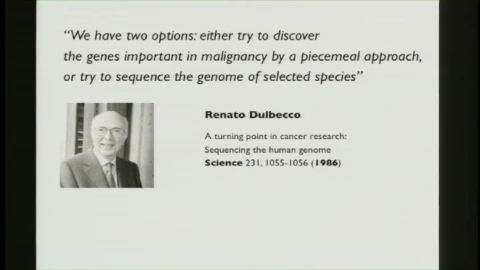 “We have two options: either try to discover
the genes important in malignancy by a piecemeal approach,
or try to sequence the genome of selected species”
Renato Dulbecco
A turning point in cancer research:
Sequencing the human genome
Science 231, 1055-1056 (1986)